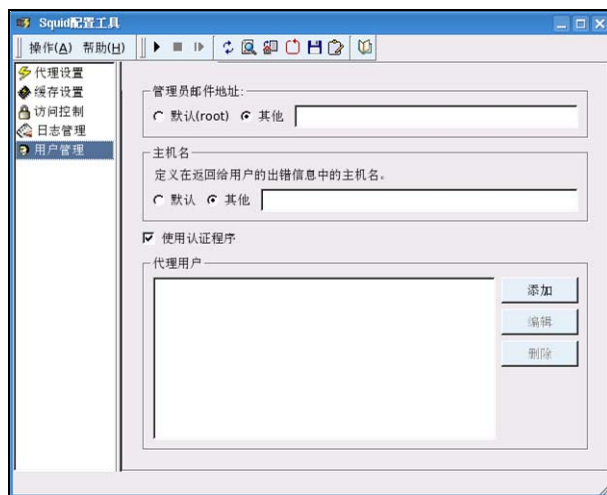 Squid配置工具
操作(A) 帮助(H)
代理设置
缓存设置
访问控制
日志管理
用户管理
管理员邮件地址:
默认(root) 其他
主机名
定义在返回给用户的出错信息中的主机名。
默认 其他
使用认证程序
代理用户
添加
编辑
删除